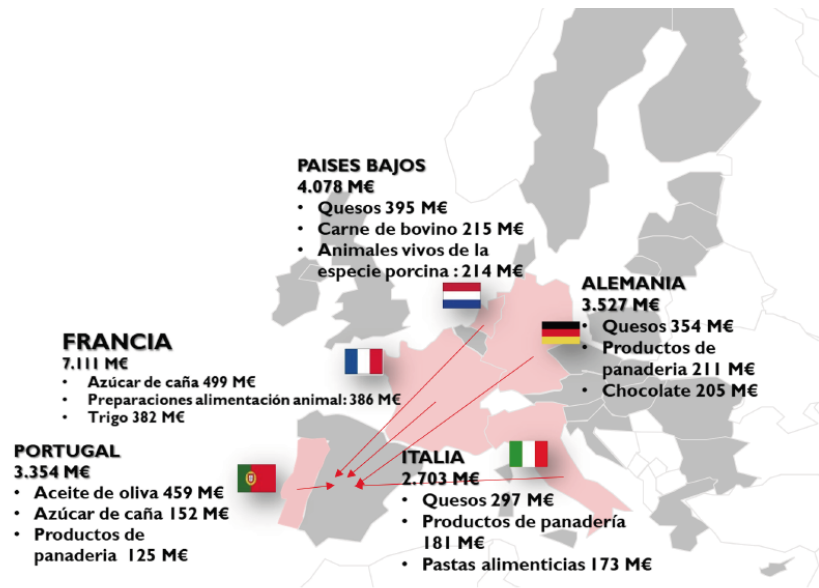 PAISES BAJOS
4.078 M€
• Quesos 395 M€
• Carne de bovino 215 M€
• Animales vivos de la
especie porcina : 214 M€
ALEMANIA
3.527 M€
• Quesos 354 M€
• Productos de
panaderia 211 M€
• Chocolate 205 M€
FRANCIA
7.111 M€
• Azúcar de caña 499 M€
• Preparaciones alimentación animal: 386 M€
• Trigo 382 M€
PORTUGAL
3.354 M€
• Aceite de oliva 459 M€
• Azúcar de caña 152 M€
• Productos de
panaderia 125 M€
ITALIA
2.703 M€
• Quesos 297 M€
• Productos de panadería
181 M€
• Pastas alimenticias 173 M€